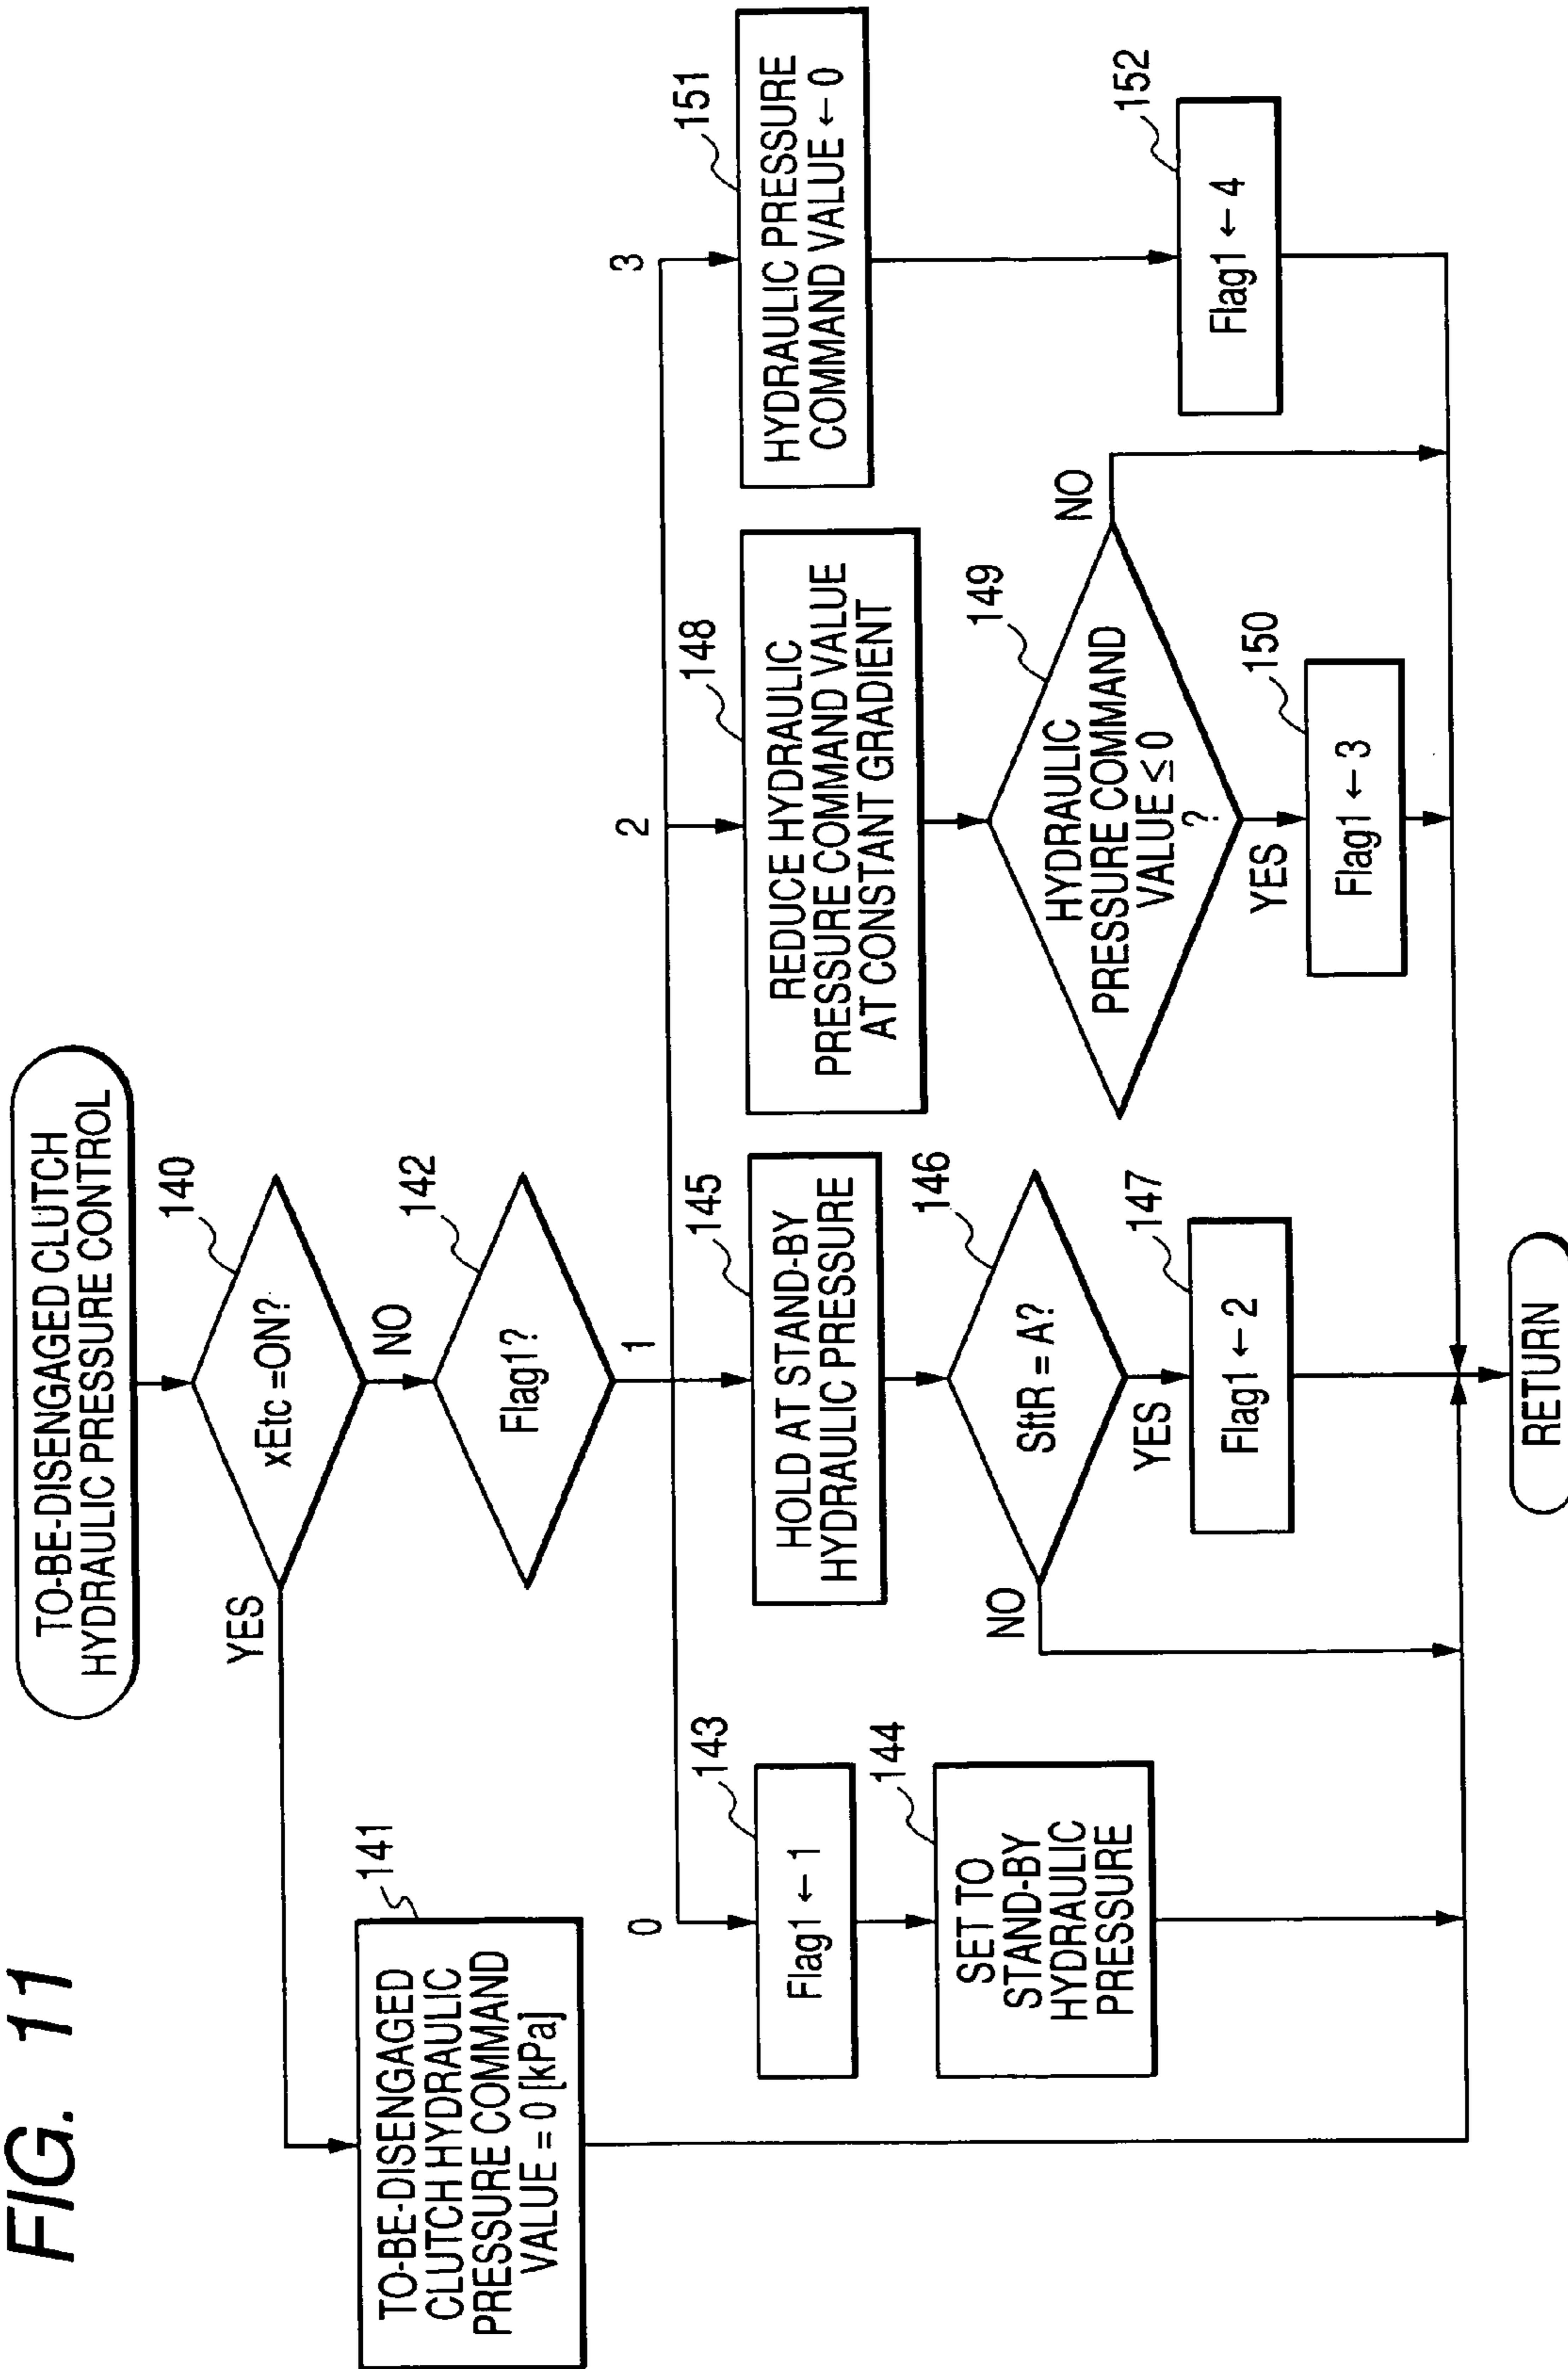 FIG. 11
TO-BE-DISENGAGED CLUTCH
HYDRAULIC PRESSURE CONTROL
140
xEtc =ON?
YES
NO
141
TO-BE-DISENGAGED
CLUTCH HYDRAULIC
PRESSURE COMMAND
VALUE = 0 [kPa]
142
Flag1?
0
1
2
3
143
Flag1 ← 1
144
SET TO
STAND-BY
HYDRAULIC
PRESSURE
145
HOLD AT STAND-BY
HYDRAULIC PRESSURE
146
SftR = A?
NO
YES
147
Flag1 ← 2
148
REDUCE HYDRAULIC
PRESSURE COMMAND VALUE
AT CONSTANT GRADIENT
149
HYDRAULIC
PRESSURE COMMAND
VALUE ≤ 0
?
NO
YES
150
Flag1 ← 3
151
HYDRAULIC PRESSURE
COMMAND VALUE ← 0
152
Flag1 ← 4
RETURN